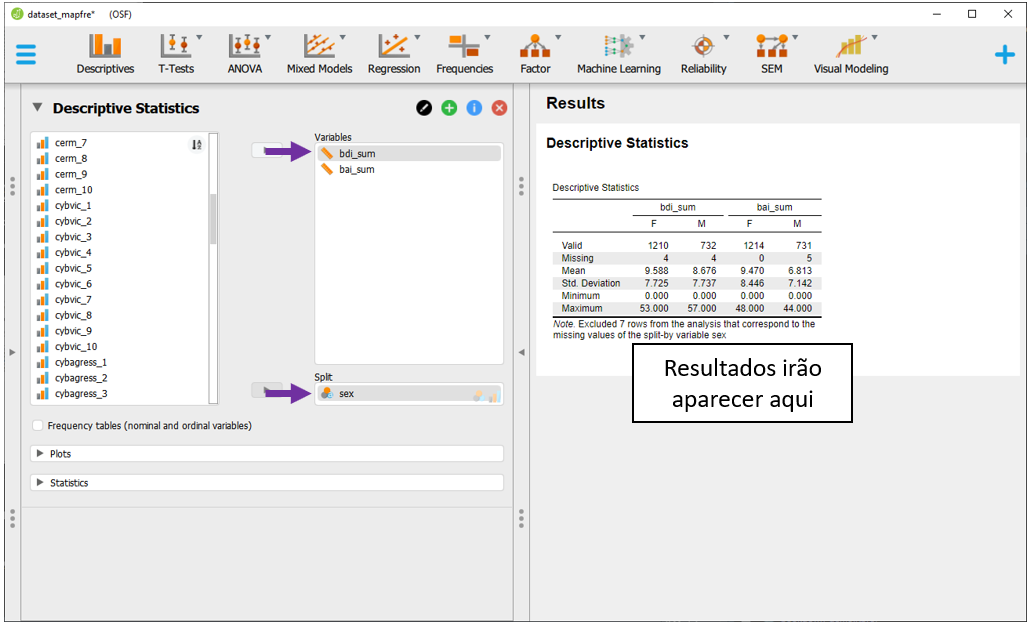 dataset_mapfre* (OSF)
Descriptives
T-Tests
ANOVA
Mixed Models
Regression
Frequencies
Factor
Machine Learning
Reliability
SEM
Visual Modeling
Descriptive Statistics
cerm_7
cerm_8
cerm_9
cerm_10
cybvic_1
cybvic_2
cybvic_3
cybvic_4
cybvic_5
cybvic_6
cybvic_7
cybvic_8
cybvic_9
cybvic_10
cybagress_1
cybagress_2
cybagress_3
Variables
bdi_sum
bai_sum
Split
sex
Frequency tables (nominal and ordinal variables)
Plots
Statistics
Results
Descriptive Statistics
Descriptive Statistics
bdi_sum bai_sum
F M F M
Valid 1210 732 1214 731
Missing 4 4 0 5
Mean 9.588 8.676 9.470 6.813
Std. Deviation 7.725 7.737 8.446 7.142
Minimum 0.000 0.000 0.000 0.000
Maximum 53.000 57.000 48.000 44.000
Note. Excluded 7 rows from the analysis that correspond to the
missing values of the split-by variable sex
Resultados irão
aparecer aqui